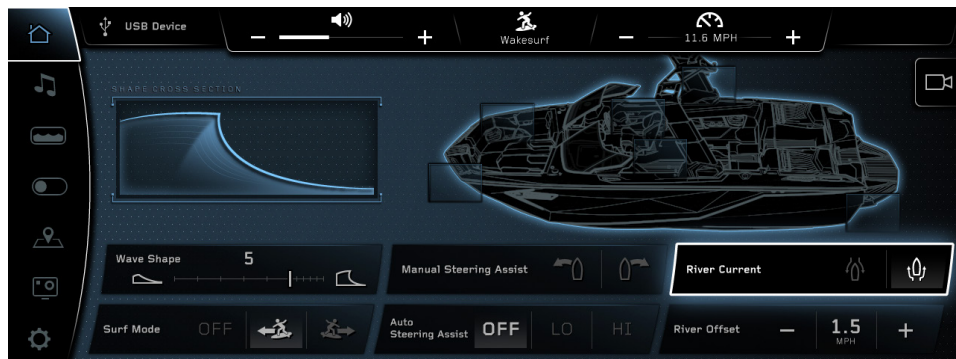 USB Device
Wakesurf
11.6 MPH
SHAPE CROSS SECTION
Wave Shape 5
Manual Steering Assist
River Current
Surf Mode OFF
Auto
Steering Assist OFF LO HI
River Offset 1.5
MPH